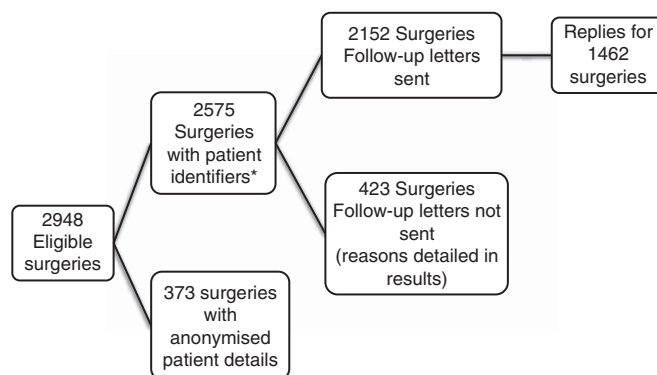 2948
Eligible
surgeries
2575
Surgeries
with patient
identifiers*
373 surgeries
with
anonymised
patient details
2152 Surgeries
Follow-up letters
sent
423 Surgeries
Follow-up letters not
sent
(reasons detailed in
results)
Replies for
1462
surgeries